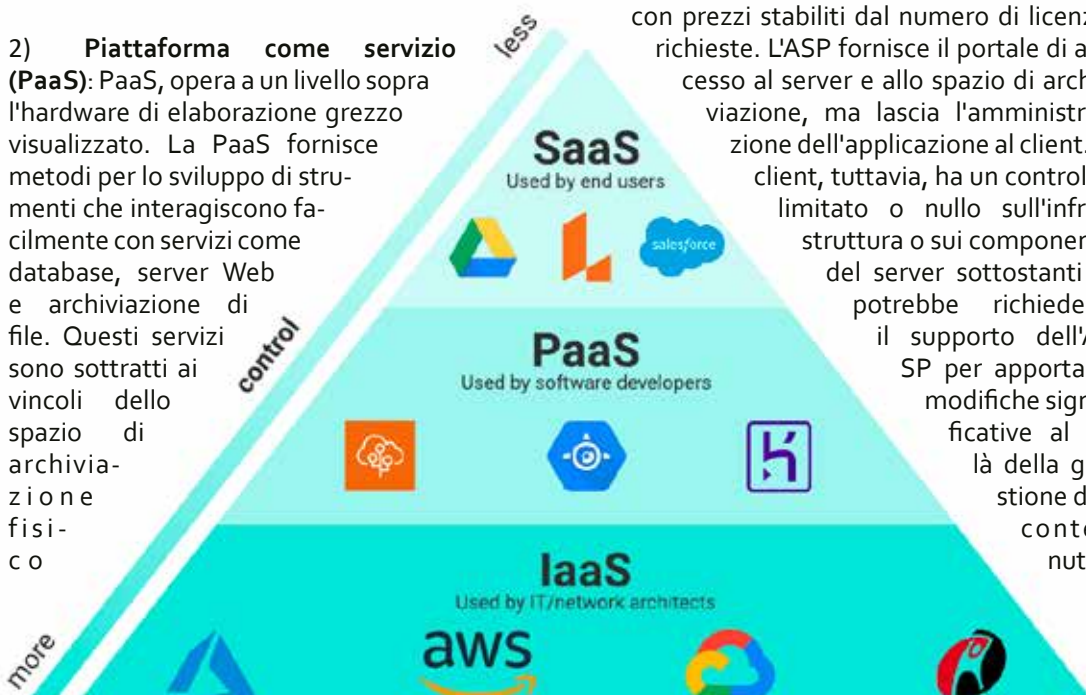 2) Piattaforma come servizio
(PaaS): PaaS, opera a un livello sopra
l'hardware di elaborazione grezzo
visualizzato. La PaaS fornisce
metodi per lo sviluppo di stru-
menti che interagiscono fa-
cilmente con servizi come
database, server Web
e archiviazione di
file. Questi servizi
sono sottratti ai
vincoli dello
spazio di
archivia-
zione
fisi-
co
less
control
more
SaaS
Used by end users
salesforce
PaaS
Used by software developers
IaaS
Used by IT/network architects
aws
con prezzi stabiliti dal numero di licenz
richieste. L'ASP fornisce il portale di a
cesso al server e allo spazio di arch
viazione, ma lascia l'amministr
zione dell'applicazione al client.
client, tuttavia, ha un control
limitato o nullo sull'infr
struttura o sui componen
del server sottostanti
potrebbe richiede
il supporto dell'A
SP per apporta
modifiche sign
ficative al
là della g
stione d
conte
nut